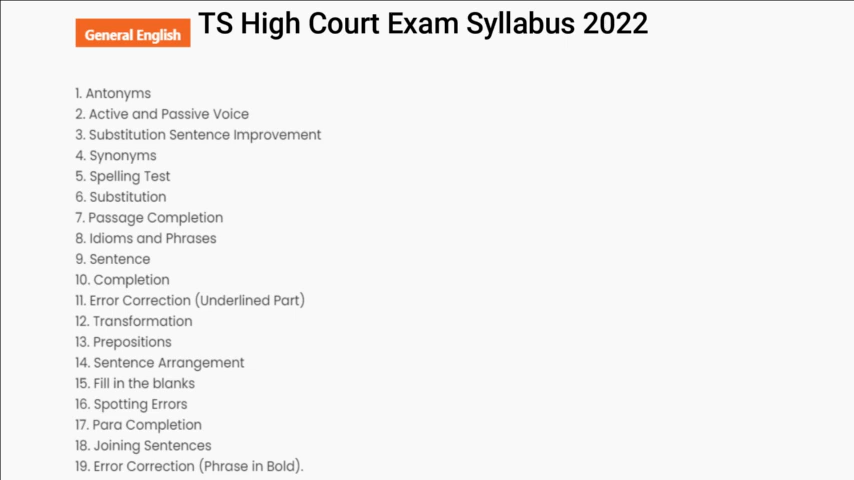 General English TS High Court Exam Syllabus 2022
1. Antonyms
2. Active and Passive Voice
3. Substitution Sentence Improvement
4. Synonyms
5. Spelling Test
6. Substitution
7. Passage Completion
8. Idioms and Phrases
9. Sentence
10. Completion
11. Error Correction (Underlined Part)
12. Transformation
13. Prepositions
14. Sentence Arrangement
15. Fill in the blanks
16. Spotting Errors
17. Para Completion
18. Joining Sentences
19. Error Correction (Phrase in Bold).